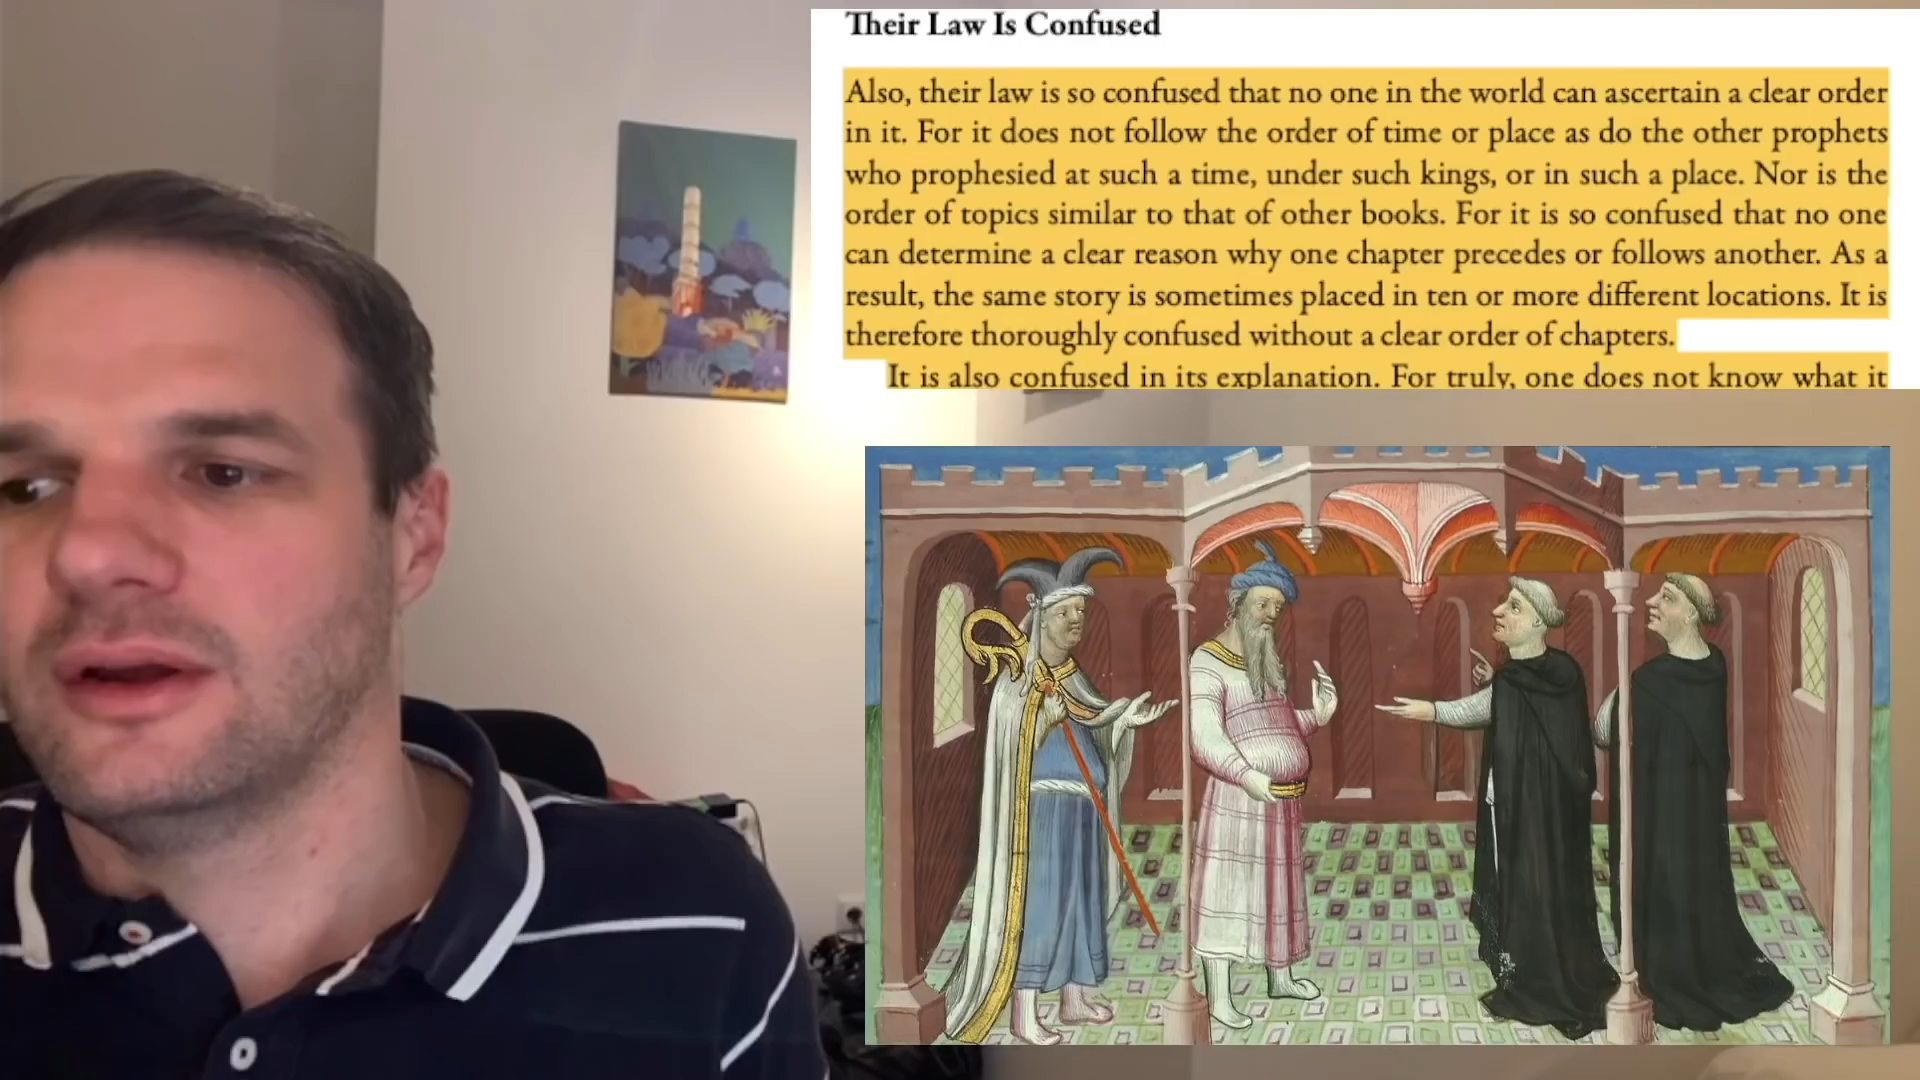 Their Law Is Confused
Also, their law is so confused that no one in the world can ascertain a clear order
in it. For it does not follow the order of time or place as do the other prophets
who prophesied at such a time, under such kings, or in such a place. Nor is the
order of topics similar to that of other books. For it is so confused that no one
can determine a clear reason why one chapter precedes or follows another. As a
result, the same story is sometimes placed in ten or more different locations. It is
therefore thoroughly confused without a clear order of chapters.
It is also confused in its explanation. For truly, one does not know what it